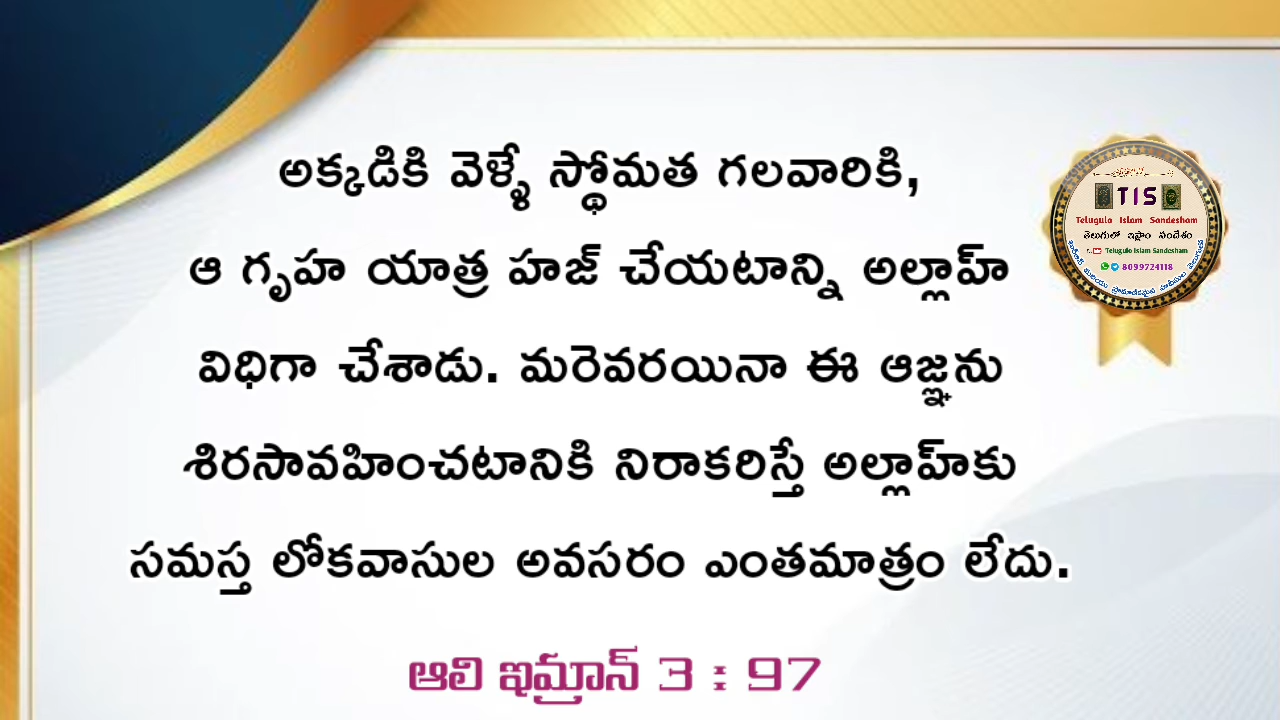 అక్కడికి వెళ్ళే స్థోమత గలవారికి,
ఆ గృహ యాత్ర హజ్ చేయటాన్ని అల్లాహ్
విధిగా చేశాడు. మరెవరయినా ఈ ఆజ్ఞను
శిరసావహించటానికి నిరాకరిస్తే అల్లాహ్‌కు
సమస్త లోకవాసుల అవసరం ఎంతమాత్రం లేదు.
ఆలి ఇమ్రాన్ 3 : 97
TIS
Telugulo Islam Sandesham
తెలుగులో ఇస్లాం సందేశం
Telugulo Islam Sandesham
8099724118